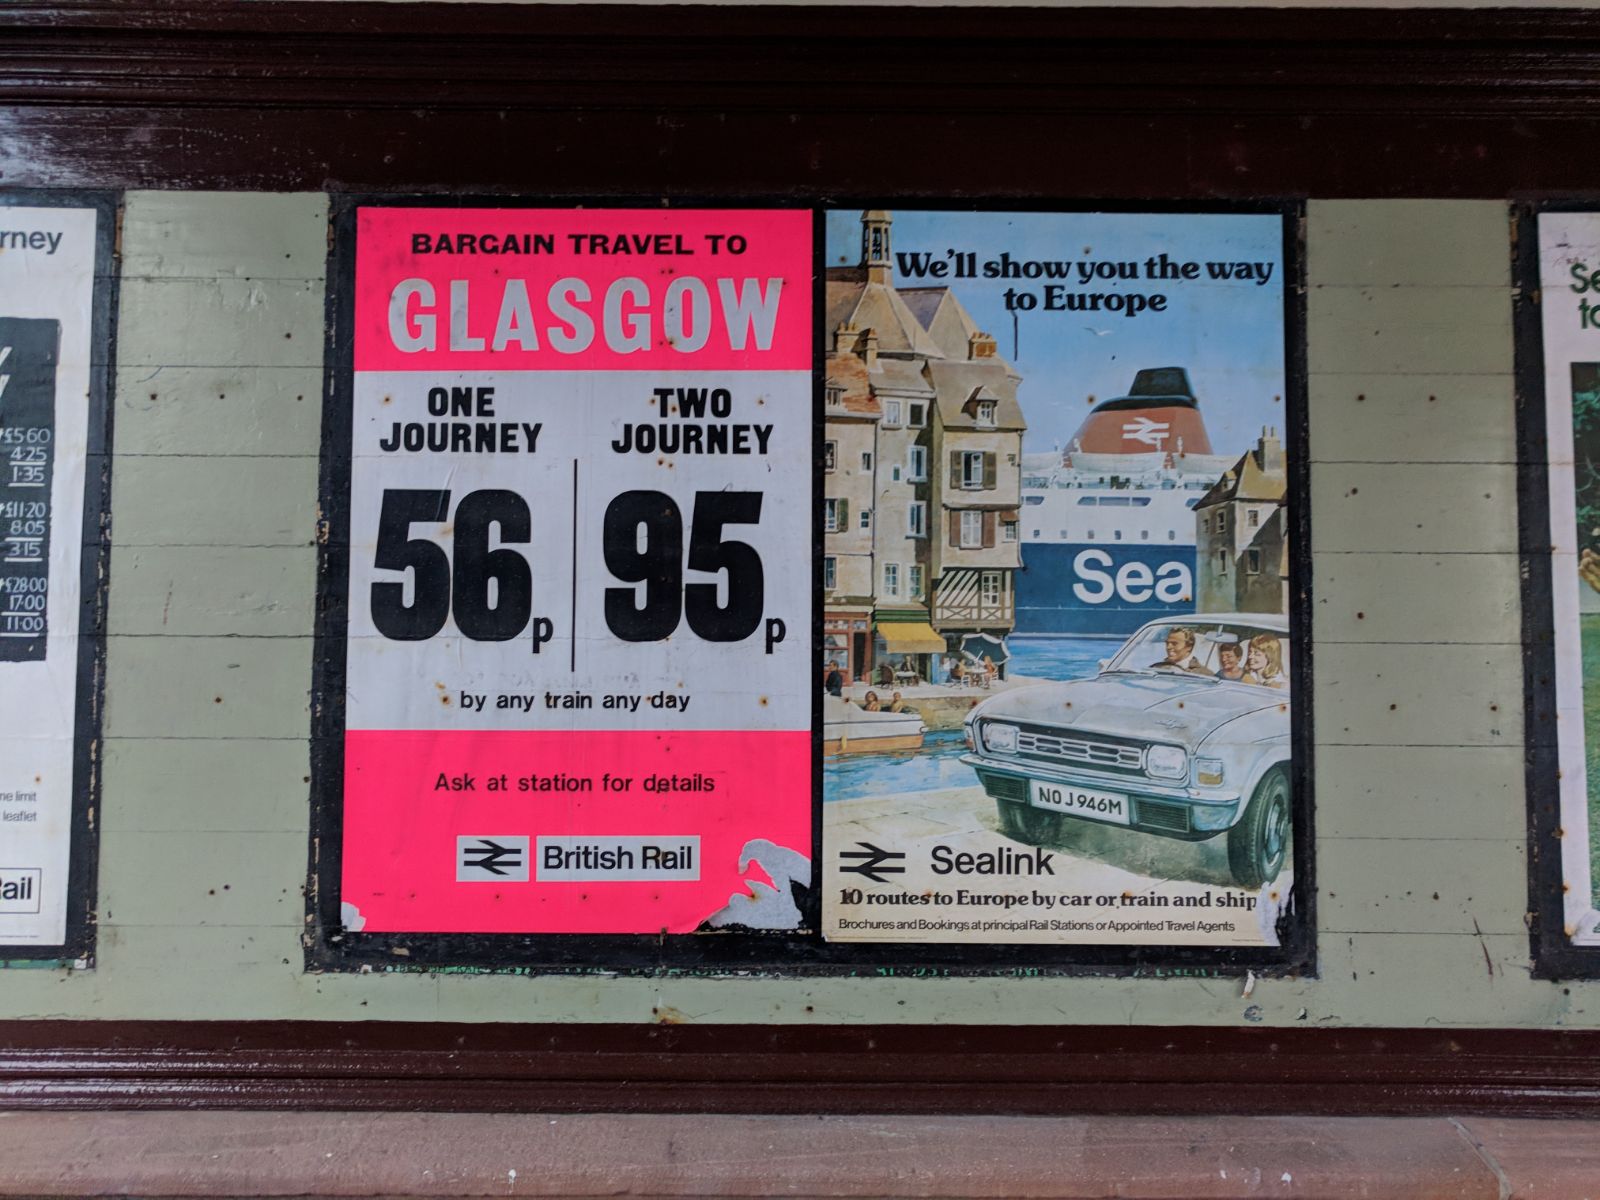 rney
£5·60
4·25
1·35
£11·20
8·05
3·15
£28·00
17·00
11·00
me limit
leaflet
ail
BARGAIN TRAVEL TO
GLASGOW
ONE JOURNEY
56p
TWO JOURNEY
95p
by any train any day
Ask at station for details
British Rail
We'll show you the way
to Europe
Sea
NOJ 946M
Sealink
10 routes to Europe by car or train and ship
Brochures and Bookings at principal Rail Stations or Appointed Travel Agents
Se
to